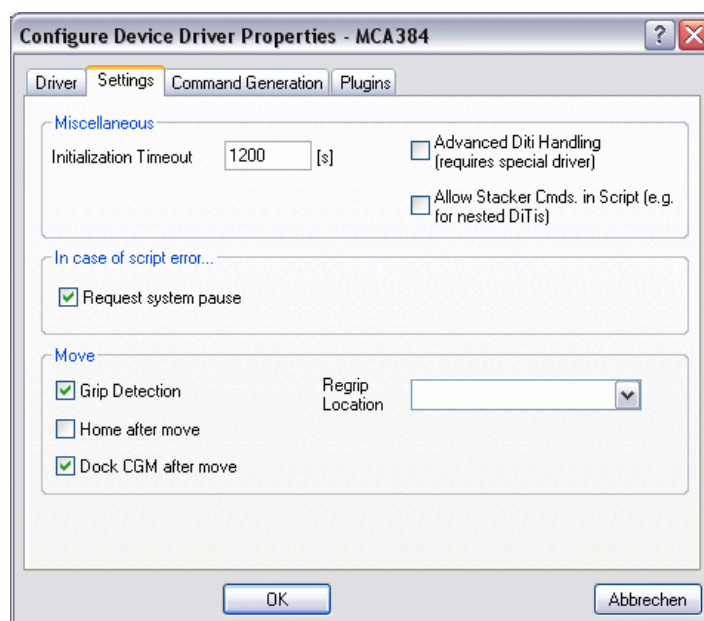 Configure Device Driver Properties - MCA384
Driver
Settings
Command Generation
Plugins
Miscellaneous
Initialization Timeout
1200
[s]
Advanced Diti Handling
(requires special driver)
Allow Stacker Cmds. in Script (e.g.
for nested DiTis)
In case of script error...
Request system pause
Move
Grip Detection
Regrip
Location
Home after move
Dock CGM after move
OK
Abbrechen